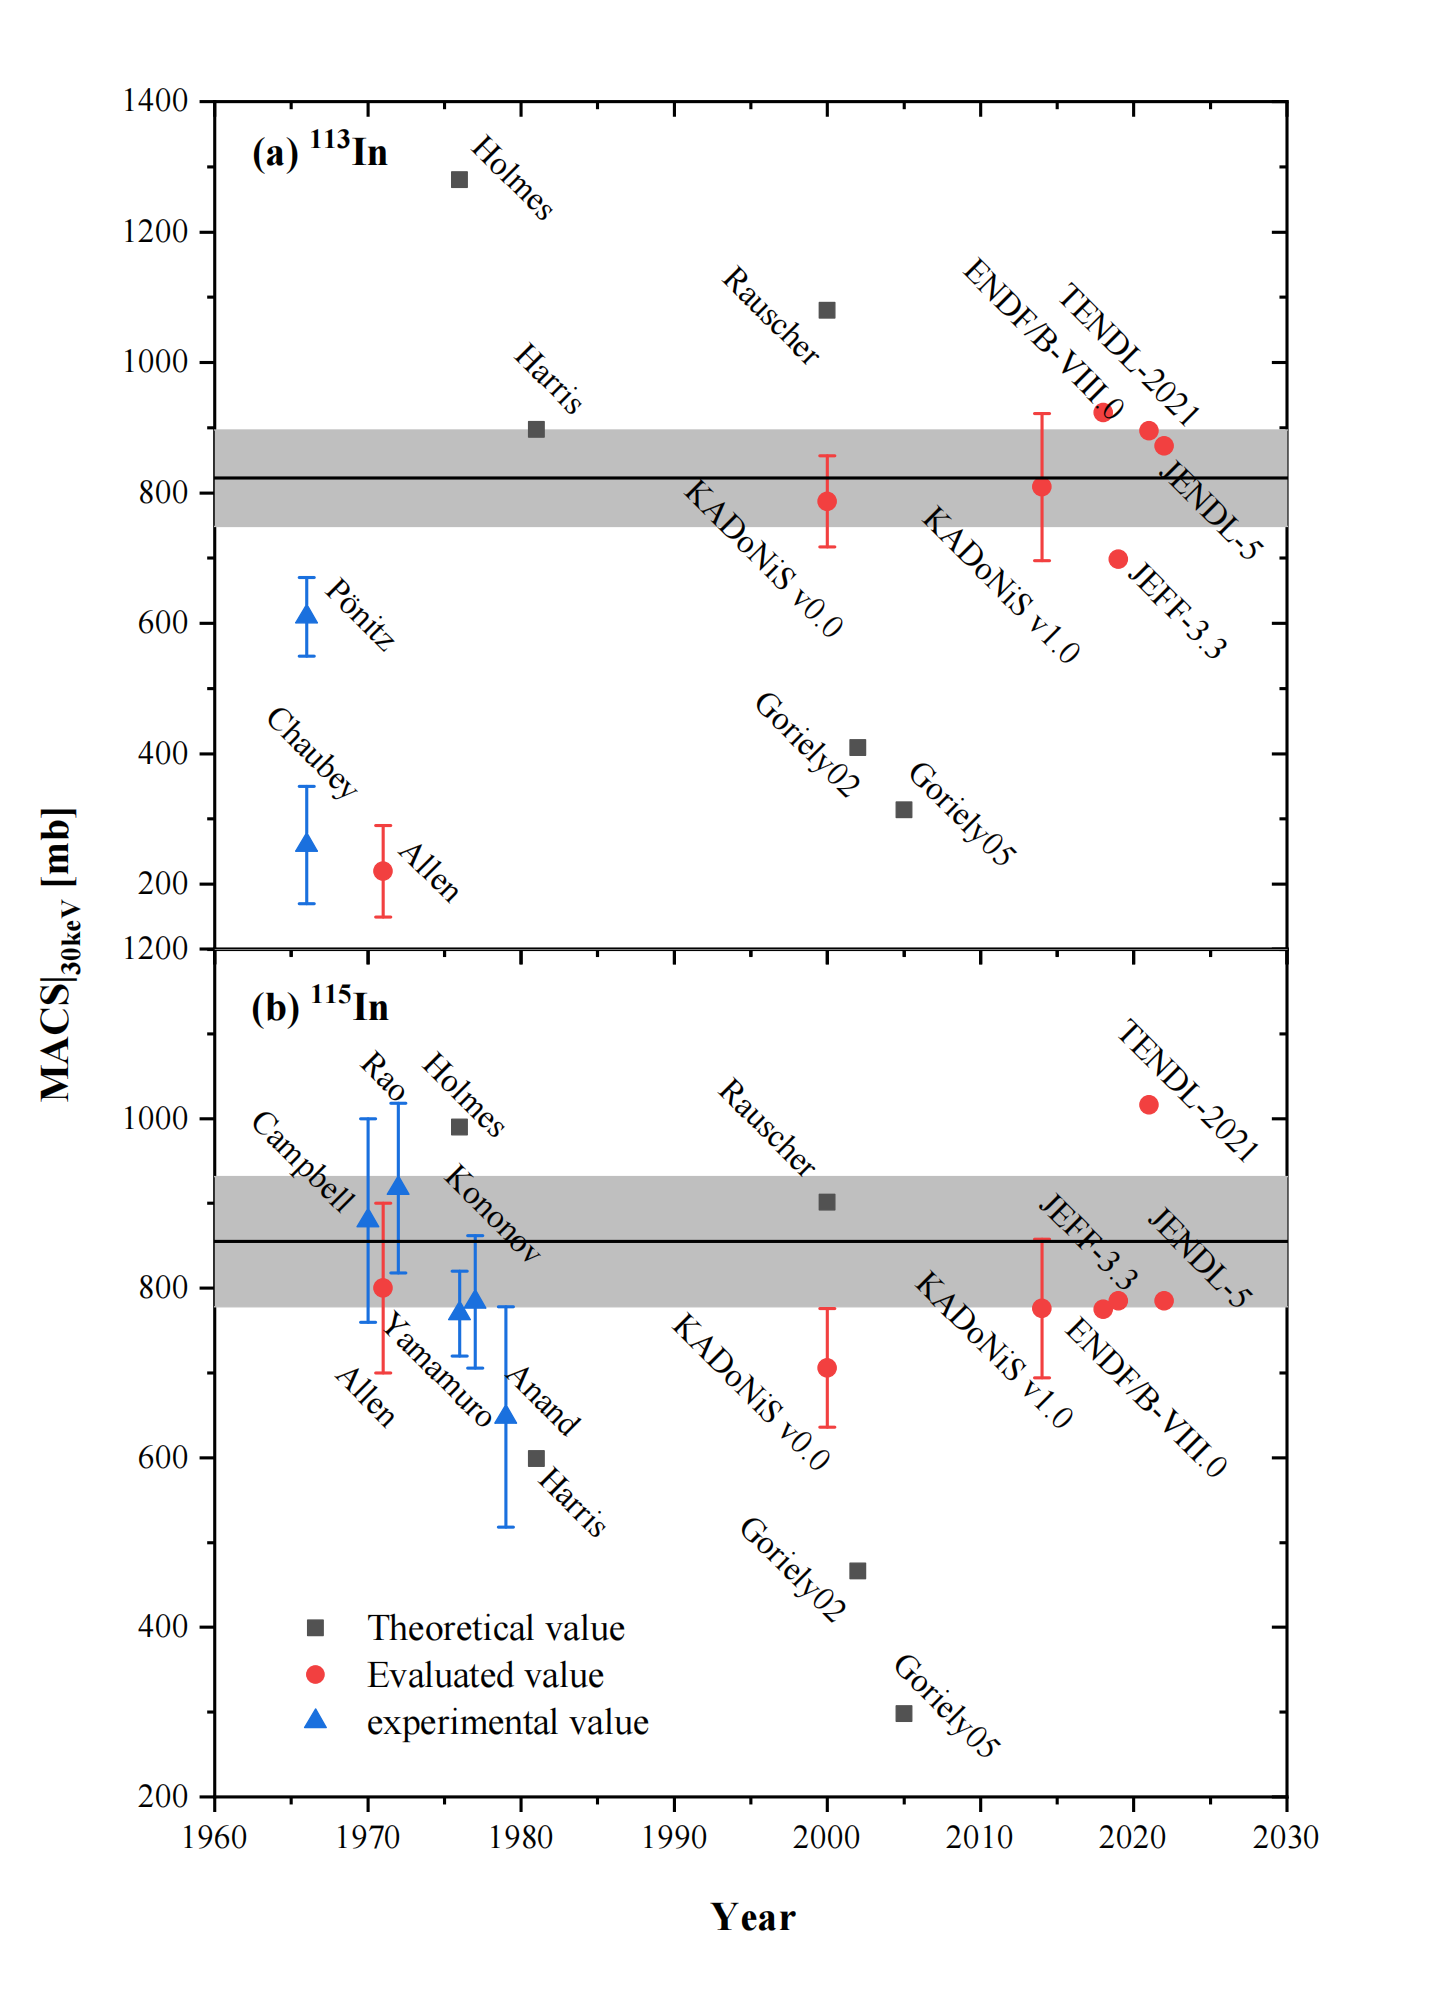 1400
(a) ¹¹³In
Holmes
1200
Rauscher
ENDF/B-VIII.0
TENDL-2021
1000
Harris
800
KADoNiS v0.0
KADoNiS v1.0
JENDL-5
JEFF-3.3
600
Pönitz
Chaubey
400
Goriely02
Goriely05
Allen
200
MACS|30keV [mb]
1200
(b) ¹¹⁵In
Rao
Holmes
TENDL-2021
Rauscher
1000
Campbell
Kononov
JEFF-3.3
JENDL-5
800
KADoNiS v1.0
Yamamuro
KADoNiS v0.0
ENDF/B-VIII.0
Allen
Anand
600
Harris
Goriely02
400
Goriely05
Theoretical value
Evaluated value
experimental value
200
1960 1970 1980 1990 2000 2010 2020 2030
Year